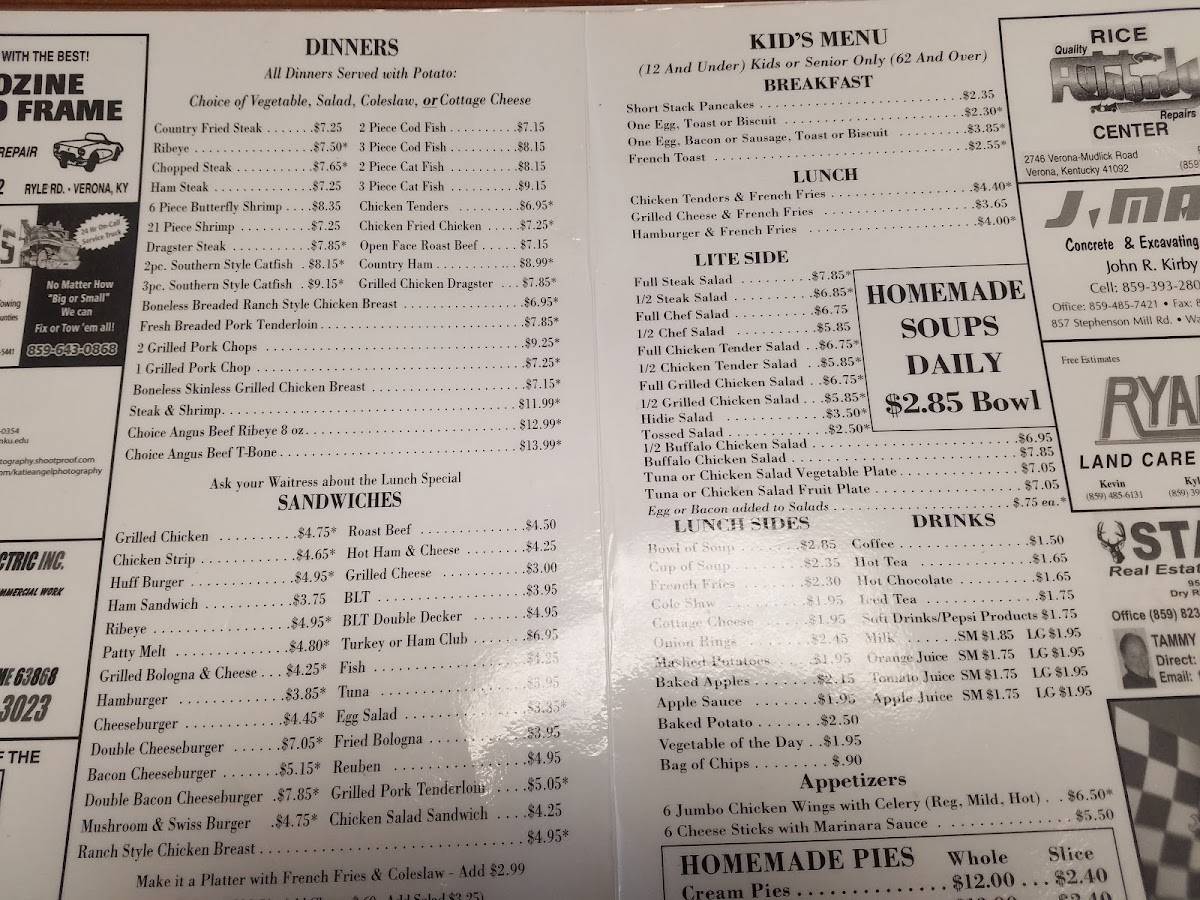 WITH THE BEST!
OZINE
O FRAME
REPAIR
RYLE RD. • VERONA, KY
24 Hr On-Call
Service Truck
No Matter How
"Big or Small"
We can
Fix or Tow 'em all!
859-643-0868
-0354
nku.edu
tography.shootproof.com
om/katieangelphotography
CTRIC INC.
OMMERCIAL WORK
ME 63868
3023
F THE
DINNERS
All Dinners Served with Potato:
Choice of Vegetable, Salad, Coleslaw, or Cottage Cheese
Country Fried Steak .......$7.25 2 Piece Cod Fish ..........$7.15
Ribeye ....................$7.50* 3 Piece Cod Fish ..........$8.15
Chopped Steak .............$7.65* 2 Piece Cat Fish ..........$8.15
Ham Steak .................$7.25 3 Piece Cat Fish ..........$9.15
6 Piece Butterfly Shrimp ....$8.35 Chicken Tenders .........$6.95*
21 Piece Shrimp ...........$7.25 Chicken Fried Chicken .....$7.25*
Dragster Steak ............$7.85* Open Face Roast Beef .....$7.15
2pc. Southern Style Catfish .$8.15* Country Ham ............$8.99*
3pc. Southern Style Catfish .$9.15* Grilled Chicken Dragster ...$7.85*
Boneless Breaded Ranch Style Chicken Breast ..........$6.95*
Fresh Breaded Pork Tenderloin ..........$7.85*
2 Grilled Pork Chops ..........$9.25*
1 Grilled Pork Chop ..........$7.25*
Boneless Skinless Grilled Chicken Breast ..........$7.15*
Steak & Shrimp ..........$11.99*
Choice Angus Beef Ribeye 8 oz ..........$12.99*
Choice Angus Beef T-Bone ..........$13.99*
Ask your Waitress about the Lunch Special
SANDWICHES
Grilled Chicken ..........$4.75* Roast Beef ..........$4.50
Chicken Strip ..........$4.65* Hot Ham & Cheese ........$4.25
Huff Burger ..........$4.95* Grilled Cheese ..........$3.00
Ham Sandwich ..........$3.75 BLT ..........$3.95
Ribeye ..........$4.95* BLT Double Decker ........$4.95
Patty Melt ..........$4.80* Turkey or Ham Club .......$6.95
Grilled Bologna & Cheese ...$4.25* Fish ..........$4.25
Hamburger ..........$3.85* Tuna ..........$3.95
Cheeseburger ..........$4.45* Egg Salad ..........$3.35*
Double Cheeseburger ......$7.05* Fried Bologna ..........$3.95
Bacon Cheeseburger .......$5.15* Reuben ..........$4.95
Double Bacon Cheeseburger .$7.85* Grilled Pork Tenderloin ....$5.05*
Mushroom & Swiss Burger .$4.75* Chicken Salad Sandwich ....$4.25
Ranch Style Chicken Breast ..........$4.95*
Make it a Platter with French Fries & Coleslaw - Add $2.99
KID'S MENU
(12 And Under) Kids or Senior Only (62 And Over)
BREAKFAST
Short Stack Pancakes ..........$2.35
One Egg, Toast or Biscuit ..........$2.30*
One Egg, Bacon or Sausage, Toast or Biscuit ..........$3.85*
French Toast ..........$2.55*
LUNCH
Chicken Tenders & French Fries ..........$4.40*
Grilled Cheese & French Fries ..........$3.65
Hamburger & French Fries ..........$4.00*
LITE SIDE
Full Steak Salad ..........$7.85*
1/2 Steak Salad ..........$6.85*
Full Chef Salad ..........$6.75
1/2 Chef Salad ..........$5.85
Full Chicken Tender Salad ..$6.75*
1/2 Chicken Tender Salad ..$5.85*
Full Grilled Chicken Salad ..$6.75*
1/2 Grilled Chicken Salad ...$5.85*
Hidie Salad ..........$3.50*
Tossed Salad ..........$2.50*
1/2 Buffalo Chicken Salad ..........$6.95
Buffalo Chicken Salad ..........$7.85
Tuna or Chicken Salad Vegetable Plate ..........$7.05
Tuna or Chicken Salad Fruit Plate ..........$7.05
Egg or Bacon added to Salads ..........$.75 ea.*
HOMEMADE
SOUPS
DAILY
$2.85 Bowl
LUNCH SIDES
Bowl of Soup ........$2.85
Cup of Soup ........$2.35
French Fries ........$2.30
Cole Slaw ........$1.95
Cottage Cheese ......$1.95
Onion Rings ........$2.45
Mashed Potatoes .....$1.95
Baked Apples .......$2.15
Apple Sauce .......$1.95
Baked Potato .......$2.50
Vegetable of the Day ..$1.95
Bag of Chips ........$.90
DRINKS
Coffee ..........$1.50
Hot Tea ..........$1.65
Hot Chocolate ..........$1.65
Iced Tea ..........$1.75
Soft Drinks/Pepsi Products $1.75
Milk .......SM $1.85 LG $1.95
Orange Juice SM $1.75 LG $1.95
Tomato Juice SM $1.75 LG $1.95
Apple Juice SM $1.75 LG $1.95
Appetizers
6 Jumbo Chicken Wings with Celery (Reg, Mild, Hot) ..$6.50*
6 Cheese Sticks with Marinara Sauce ..........$5.50
HOMEMADE PIES Whole Slice
Cream Pies ..........$12.00 ...$2.40
RICE
Quality
Repairs
CENTER
2746 Verona-Mudlick Road
Verona, Kentucky 41092
(859
J. MA
Concrete & Excavating
John R. Kirby
Cell: 859-393-280
Office: 859-485-7421 • Fax: 8
857 Stephenson Mill Rd. • Wa
Free Estimates
RYA
LAND CARE
Kevin
(859) 485-6131
Kyl
(859) 39
STA
Real Estate
95
Dry R
Office (859) 823
TAMMY
Direct:
Email: